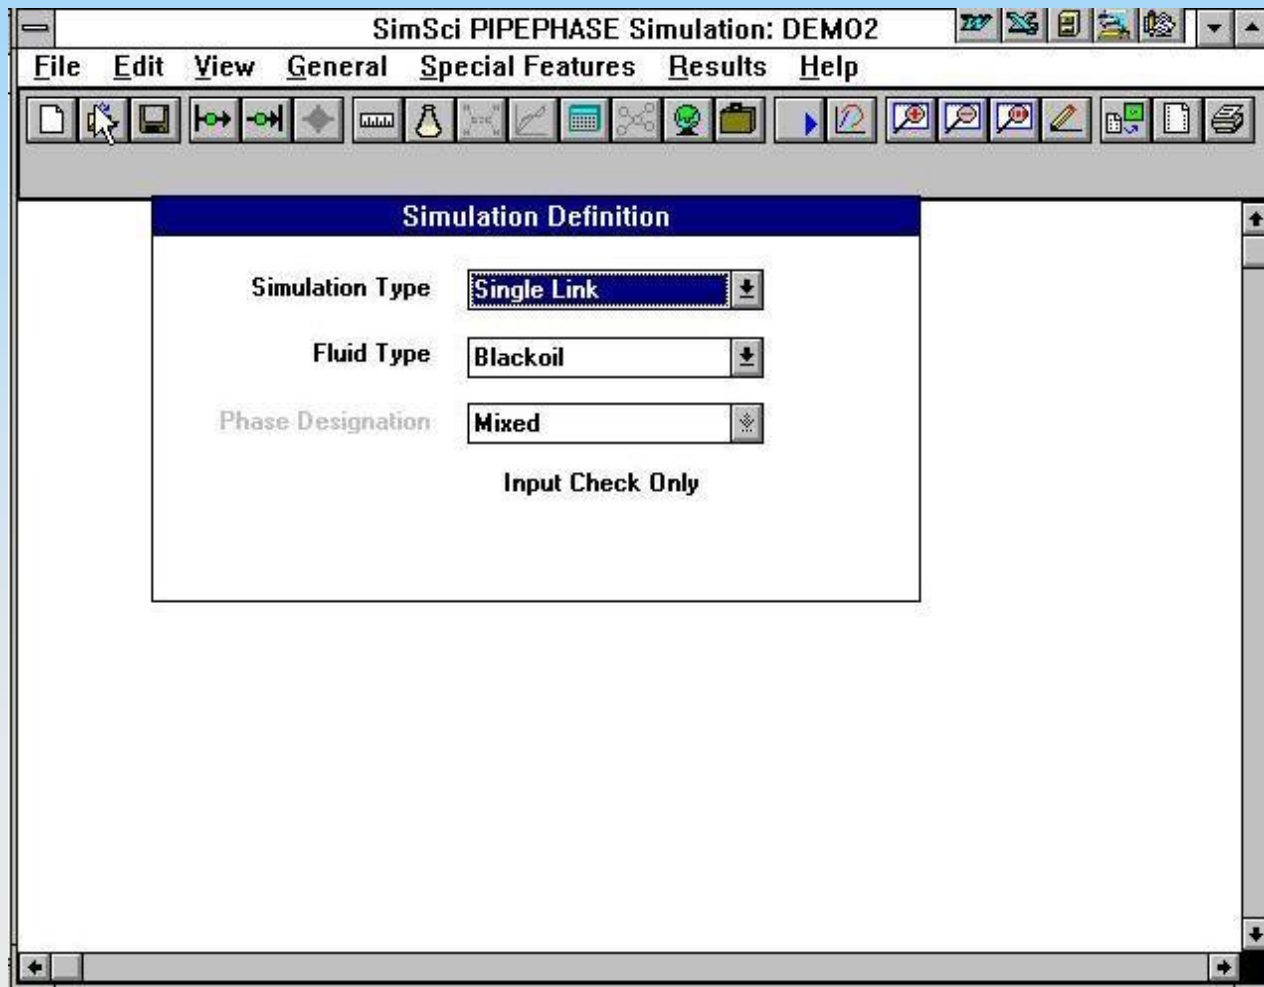 SimSci PIPEPHASE Simulation: DEMO2
File Edit View General Special Features Results Help
Simulation Definition
Simulation Type Single Link
Fluid Type Blackoil
Phase Designation Mixed
Input Check Only